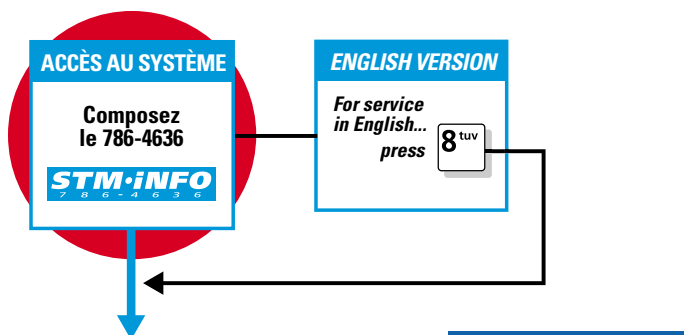 ACCÈS AU SYSTÈME
Composez
le 786-4636
STM•iNFO
7 8 6 - 4 6 3 6
ENGLISH VERSION
For service
in English...
press
8 tuv